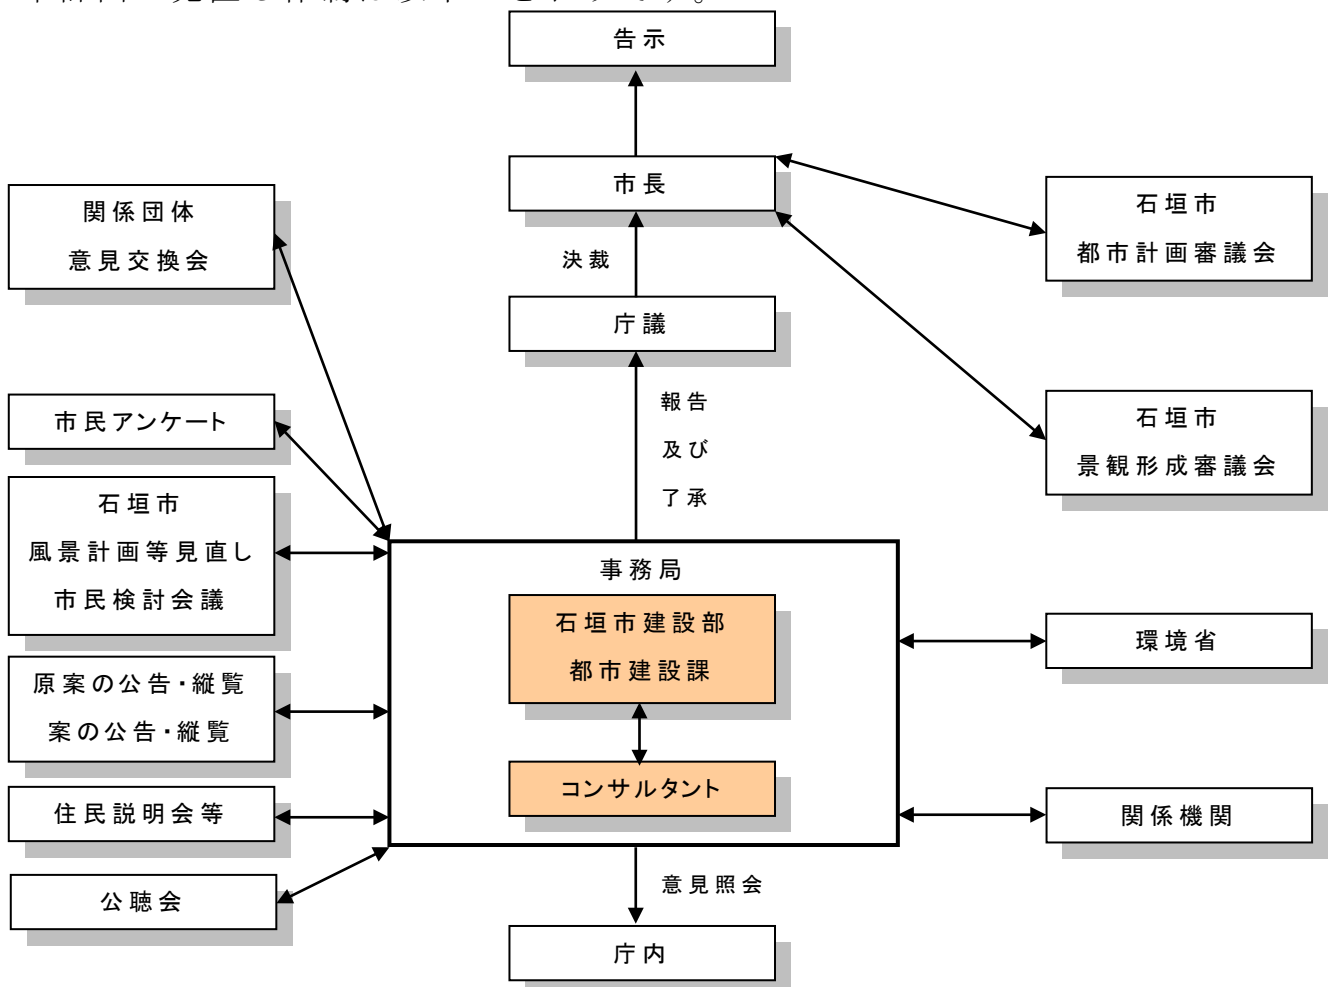 告示
市長
決裁
庁議
報告
及び
了承
関係団体
意見交換会
市民アンケート
石垣市
風景計画等見直し
市民検討会議
原案の公告・縦覧
案の公告・縦覧
住民説明会等
公聴会
事務局
石垣市建設部
都市建設課
コンサルタント
意見照会
庁内
石垣市
都市計画審議会
石垣市
景観形成審議会
環境省
関係機関